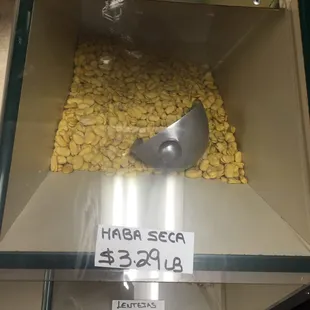 HABA SECA
$3.29 LB
LENTEJAS